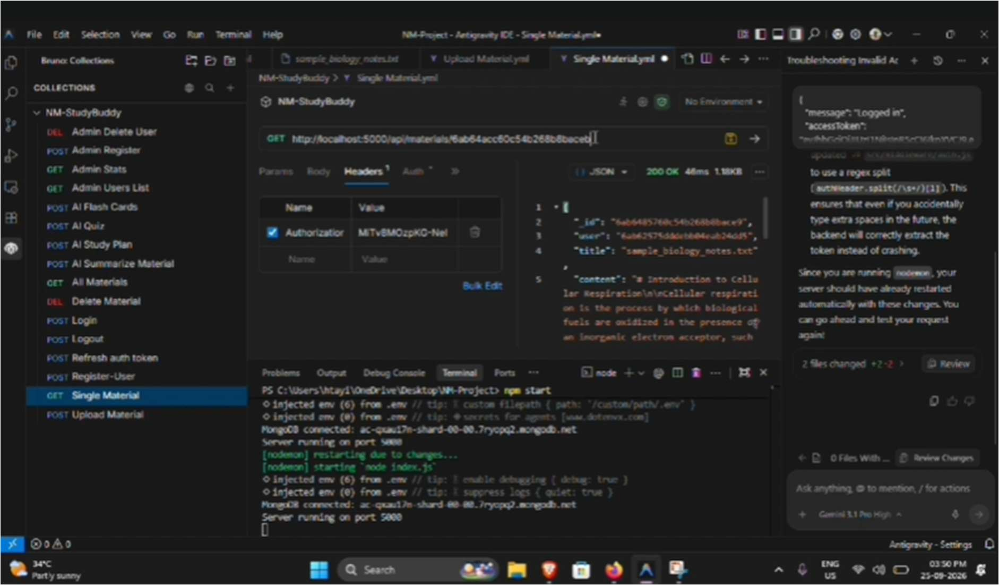 File Edit Selection View Go Run Terminal Help
NM-Project - Antigravity IDE - Single Material.yml
Bruno: Collections
COLLECTIONS
NM-StudyBuddy
DEL Admin Delete User
POST Admin Register
GET Admin Stats
GET Admin Users List
POST AI Flash Cards
POST AI Quiz
POST AI Study Plan
POST AI Summarize Material
GET All Materials
DEL Delete Material
POST Login
POST Logout
POST Refresh auth token
POST Register-User
GET Single Material
POST Upload Material
sample_biology_notes.txt
Upload Material.yml
Single Material.yml
NM-StudyBuddy > Single Material.yml
NM-StudyBuddy
No Environment
GET http://localhost:5000/api/materials/6ab64acc60c54b268b8baceb
Params Body Headers 1 Auth
Name Value
Authorization
Name Value
Bulk Edit
JSON 200 OK 46ms 1.18KB
1 {
2 "_id": "6ab6485760c54b268b8bace9",
3 "user":
4 "title": "sample_biology_notes.txt"
,
5 "content": "# Introduction to Cellu
lar Respiration\n\nCellular respirati
on is the process by which biological
fuels are oxidized in the presence of
an inorganic electron acceptor, such
Problems Output Debug Console Terminal Ports
node
PS C:\Users\htayi\OneDrive\Desktop\NM-Project> npm start
injected env (6) from .env // tip: custom filepath { path: '/custom/path/.env' }
injected env (0) from .env // tip: secrets for agents [www.dotenvx.com]
MongoDB connected: ac-qxau17n-shard-00-00.7ryopq2.mongodb.net
Server running on port 5000
[nodemon] restarting due to changes...
[nodemon] starting `node index.js`
injected env (6) from .env // tip: enable debugging { debug: true }
injected env (0) from .env // tip: suppress logs { quiet: true }
MongoDB connected: ac-qxau17n-shard-00-00.7ryopq2.mongodb.net
Server running on port 5000
Troubleshooting Invalid Ac
{
"message": "Logged in",
"accessToken":
updated src/middleware/auth.js
to use a regex split
(authHeader.split(/\s+/)[1]). This
ensures that even if you accidentally
type extra spaces in the future, the
backend will correctly extract the
token instead of crashing.
Since you are running nodemon, your
server should have already restarted
automatically with these changes. You
can go ahead and test your request
again!
2 files changed +2 -2 > Review
0 Files With ... Review Changes
Ask anything, @ to mention, / for actions
Gemini 3.1 Pro High
0 0
Antigravity - Settings
34°C
Partly sunny
Search
ENG
US
03:50 PM
25-09-2026